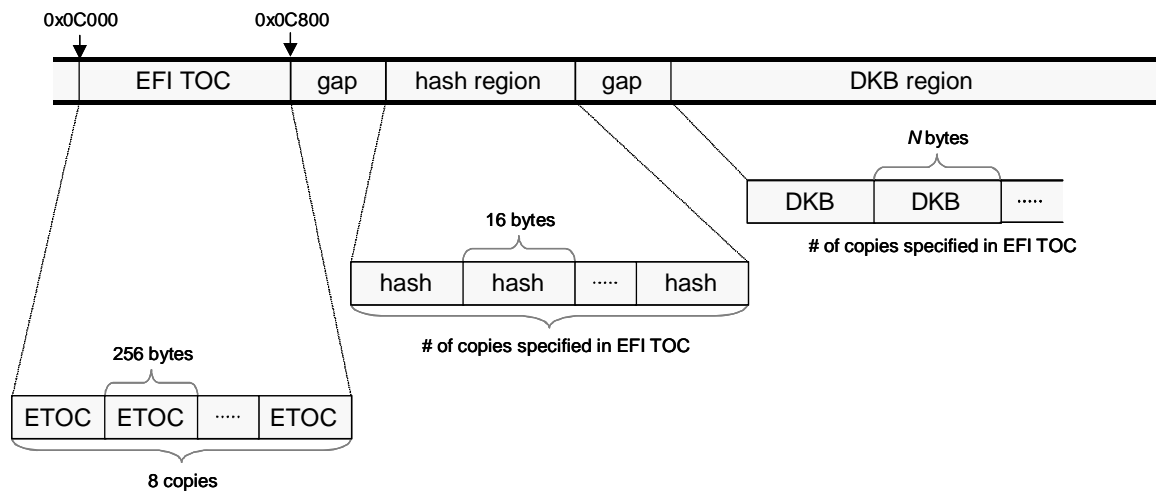 0x0C000 0x0C800
EFI TOC gap hash region gap DKB region
N bytes
DKB DKB .....
# of copies specified in EFI TOC
16 bytes
hash hash ..... hash
# of copies specified in EFI TOC
256 bytes
ETOC ETOC ..... ETOC
8 copies